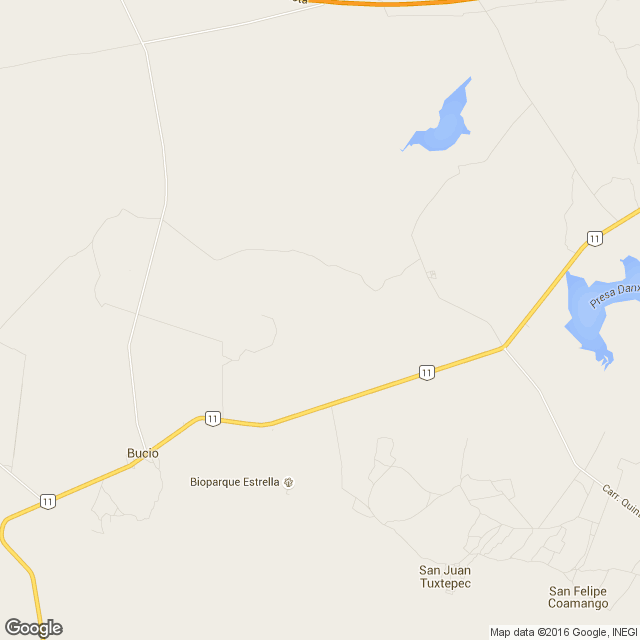 11
Presa Danx
11
11
Bucio
Bioparque Estrella
11
Carr. Quin
San Juan
Tuxtepec
San Felipe
Coamango
Google
Map data ©2016 Google, INEGI